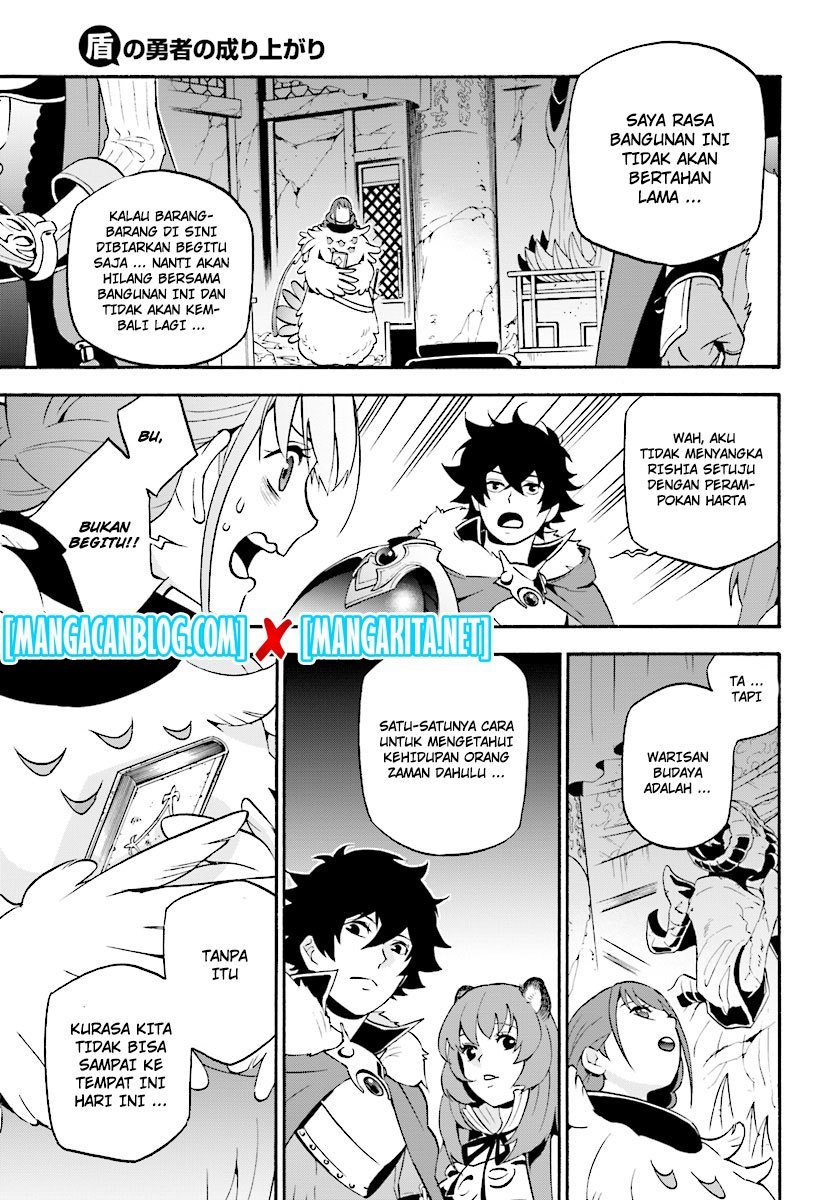 盾の勇者の成り上がり
SAYA RASA
BANGUNAN INI
TIDAK AKAN
BERTAHAN
LAMA ...
KALAU BARANG-
BARANG DI SINI
DIBIARKAN BEGITU
SAJA ... NANTI AKAN
HILANG BERSAMA
BANGUNAN INI DAN
TIDAK AKAN KEM-
BALI LAGI ...
WAH, AKU
TIDAK MENYANGKA
RISHIA SETUJU
DENGAN PERAM-
POKAN HARTA
BU,
BUKAN
BEGITU!!
[MANGACANBLOG.COM] X [MANGAKITA.NET]
TA ...
TAPI
WARISAN
BUDAYA
ADALAH ...
SATU-SATUNYA CARA
UNTUK MENGETAHUI
KEHIDUPAN ORANG
ZAMAN DAHULU ...
TANPA
ITU
KURASA KITA
TIDAK BISA
SAMPAI KE
TEMPAT INI
HARI INI ...